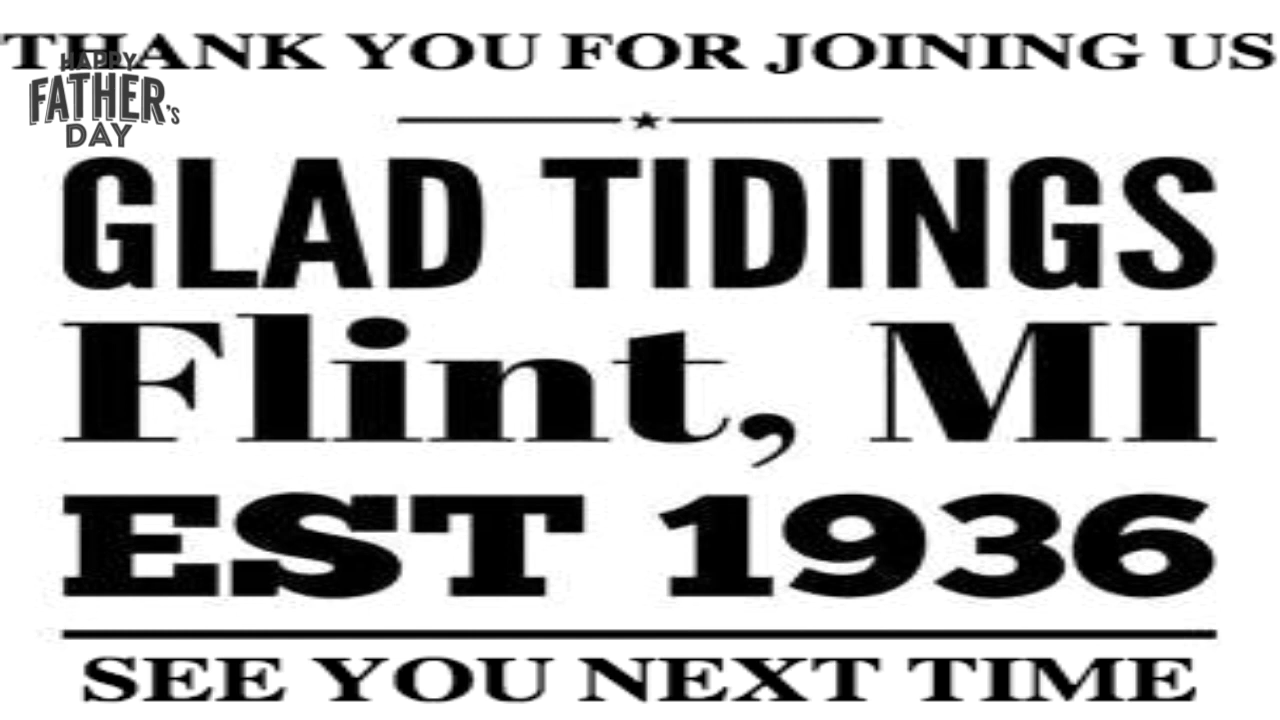 THANK YOU FOR JOINING US
HAPPY
FATHER'S
DAY
GLAD TIDINGS
Flint, MI
EST 1936
SEE YOU NEXT TIME